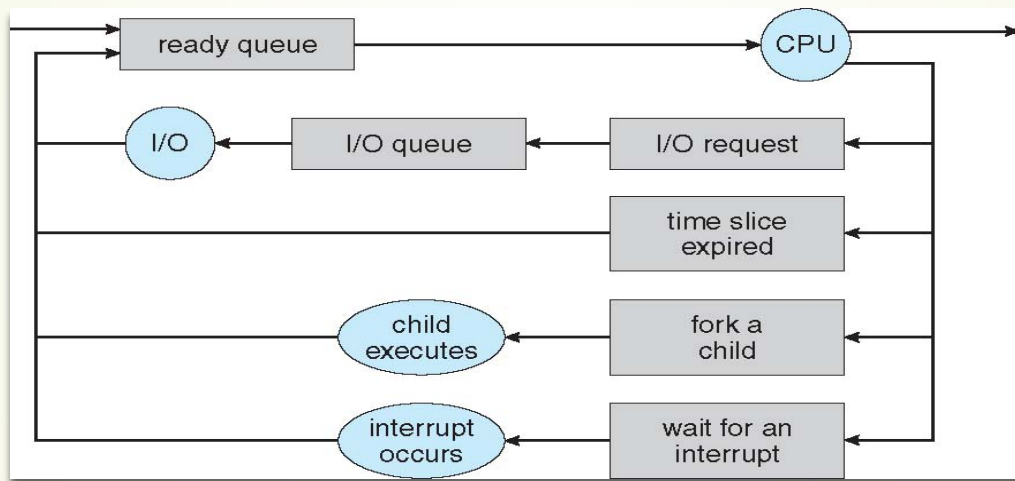 ready queue
CPU
I/O
I/O queue
I/O request
time slice
expired
child
executes
fork a
child
interrupt
occurs
wait for an
interrupt